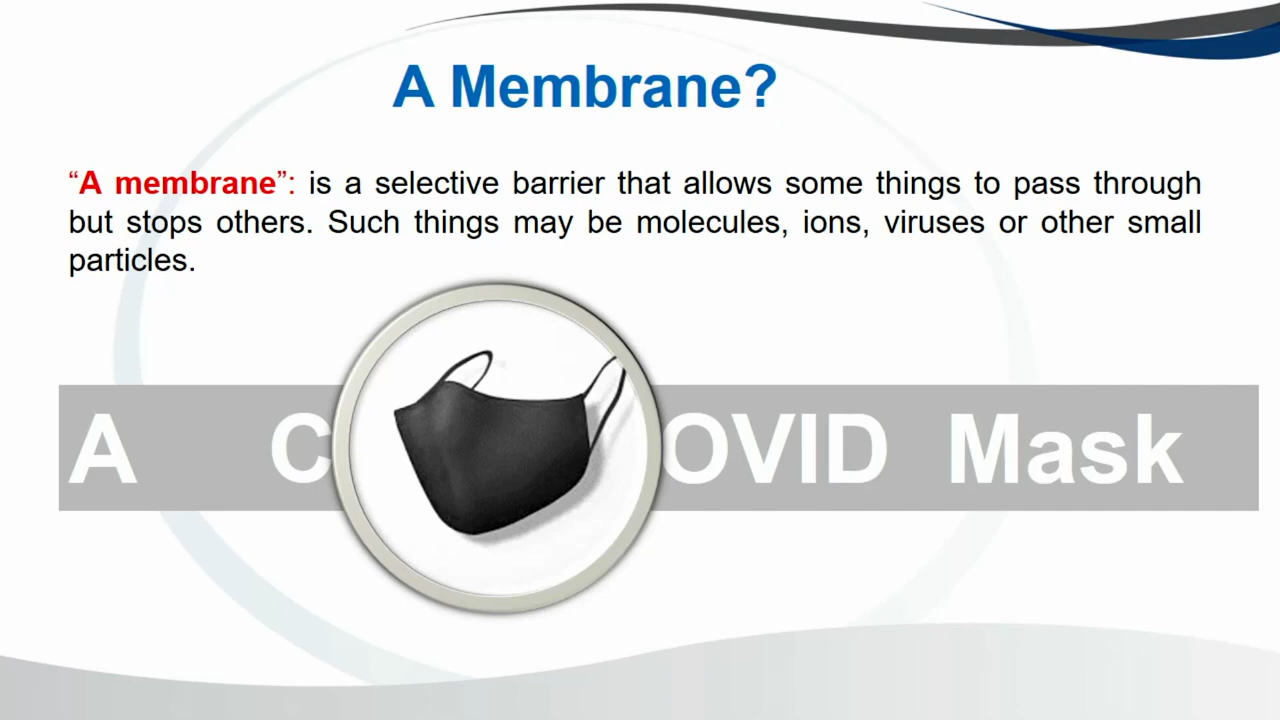 A Membrane?
“A membrane”: is a selective barrier that allows some things to pass through
but stops others. Such things may be molecules, ions, viruses or other small
particles.
A C OVID Mask